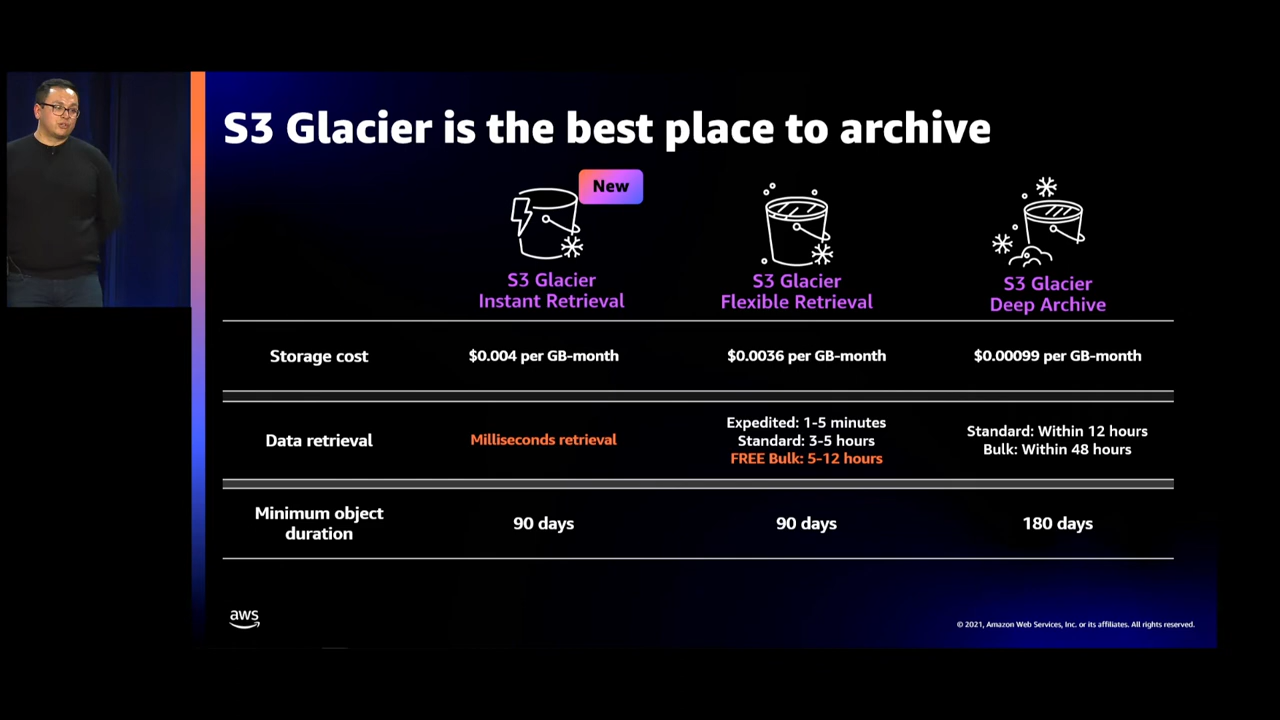 S3 Glacier is the best place to archive
New
S3 Glacier
Instant Retrieval
S3 Glacier
Flexible Retrieval
S3 Glacier
Deep Archive
Storage cost
$0.004 per GB-month
$0.0036 per GB-month
$0.00099 per GB-month
Data retrieval
Milliseconds retrieval
Expedited: 1-5 minutes
Standard: 3-5 hours
FREE Bulk: 5-12 hours
Standard: Within 12 hours
Bulk: Within 48 hours
Minimum object
duration
90 days
90 days
180 days
aws
© 2021, Amazon Web Services, Inc. or its affiliates. All rights reserved.